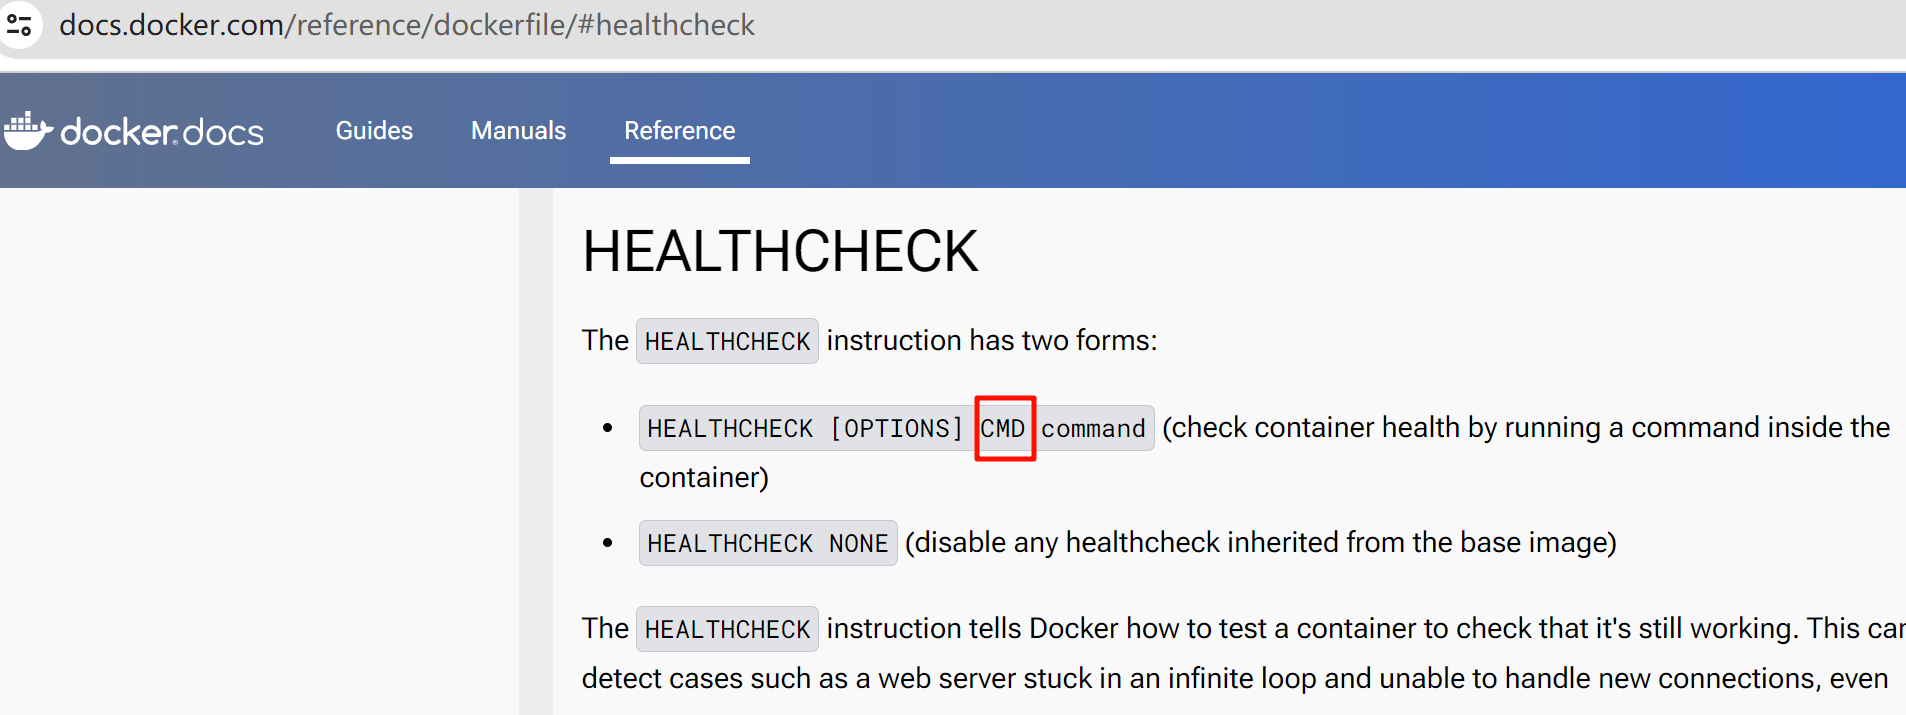 docs.docker.com/reference/dockerfile/#healthcheck
docker docs Guides Manuals Reference
HEALTHCHECK
The HEALTHCHECK instruction has two forms:
• HEALTHCHECK [OPTIONS] CMD command (check container health by running a command inside the
container)
• HEALTHCHECK NONE (disable any healthcheck inherited from the base image)
The HEALTHCHECK instruction tells Docker how to test a container to check that it's still working. This can
detect cases such as a web server stuck in an infinite loop and unable to handle new connections, even